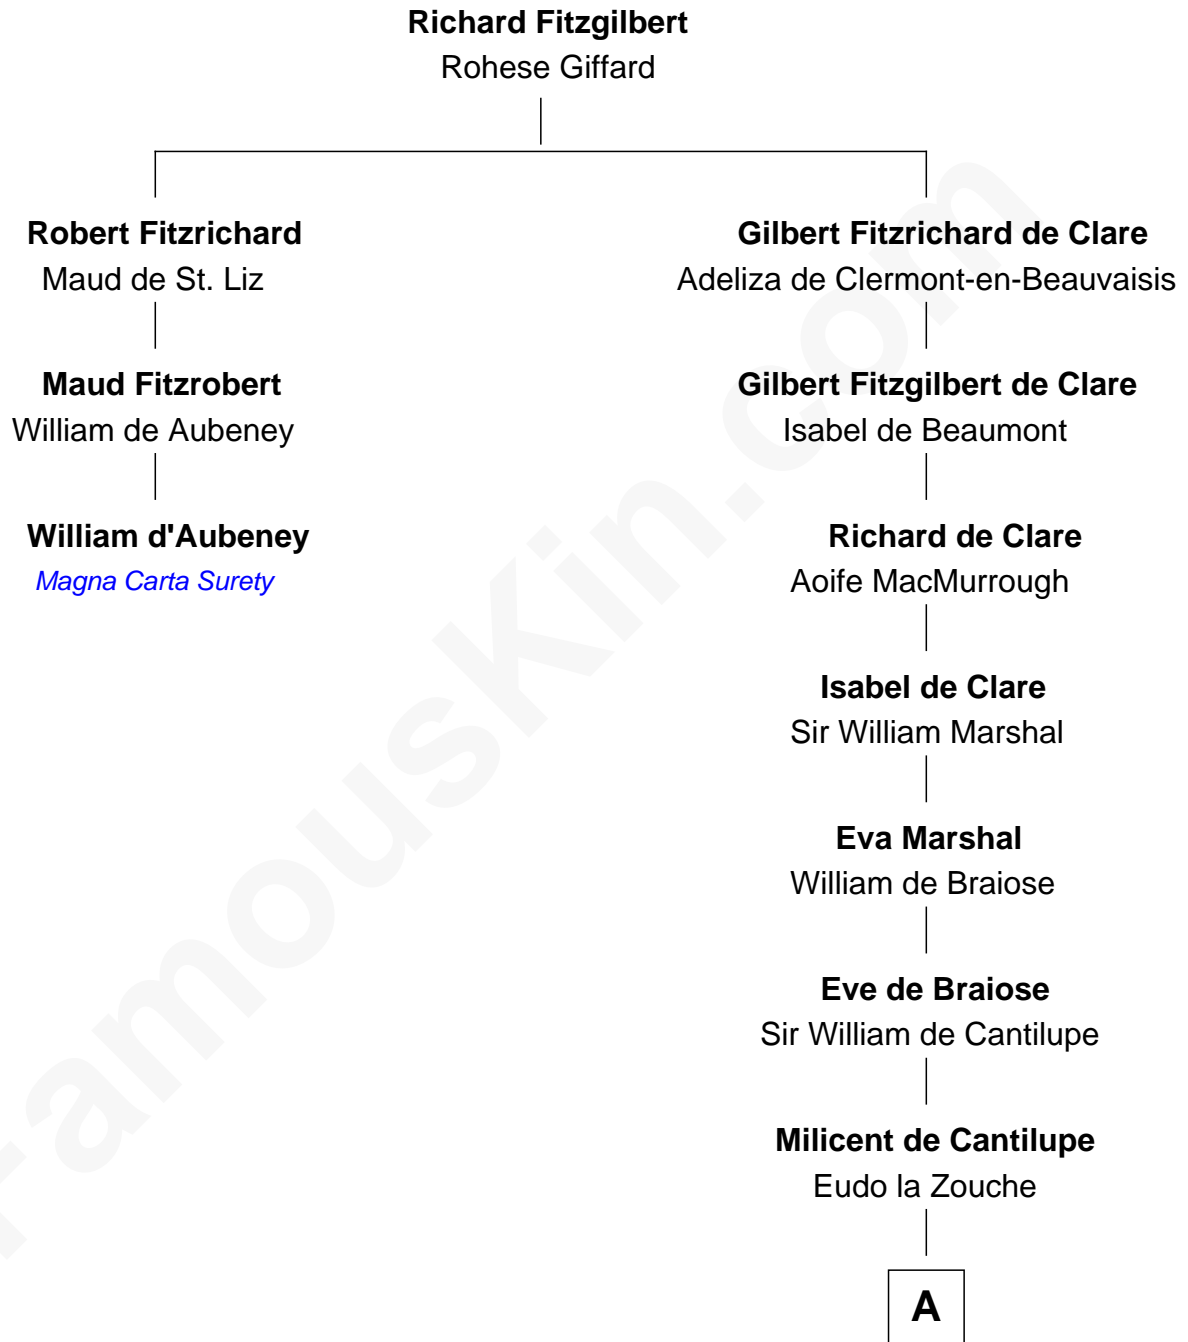 Richard Fitzgilbert
Rohese Giffard
Robert Fitzrichard
Maud de St. Liz
Maud Fitzrobert
William de Aubeney
William d'Aubeney
Magna Carta Surety
Gilbert Fitzrichard de Clare
Adeliza de Clermont-en-Beauvaisis
Gilbert Fitzgilbert de Clare
Isabel de Beaumont
Richard de Clare
Aoife MacMurrough
Isabel de Clare
Sir William Marshal
Eva Marshal
William de Braiose
Eve de Braiose
Sir William de Cantilupe
Milicent de Cantilupe
Eudo la Zouche
A
FamousKin.com